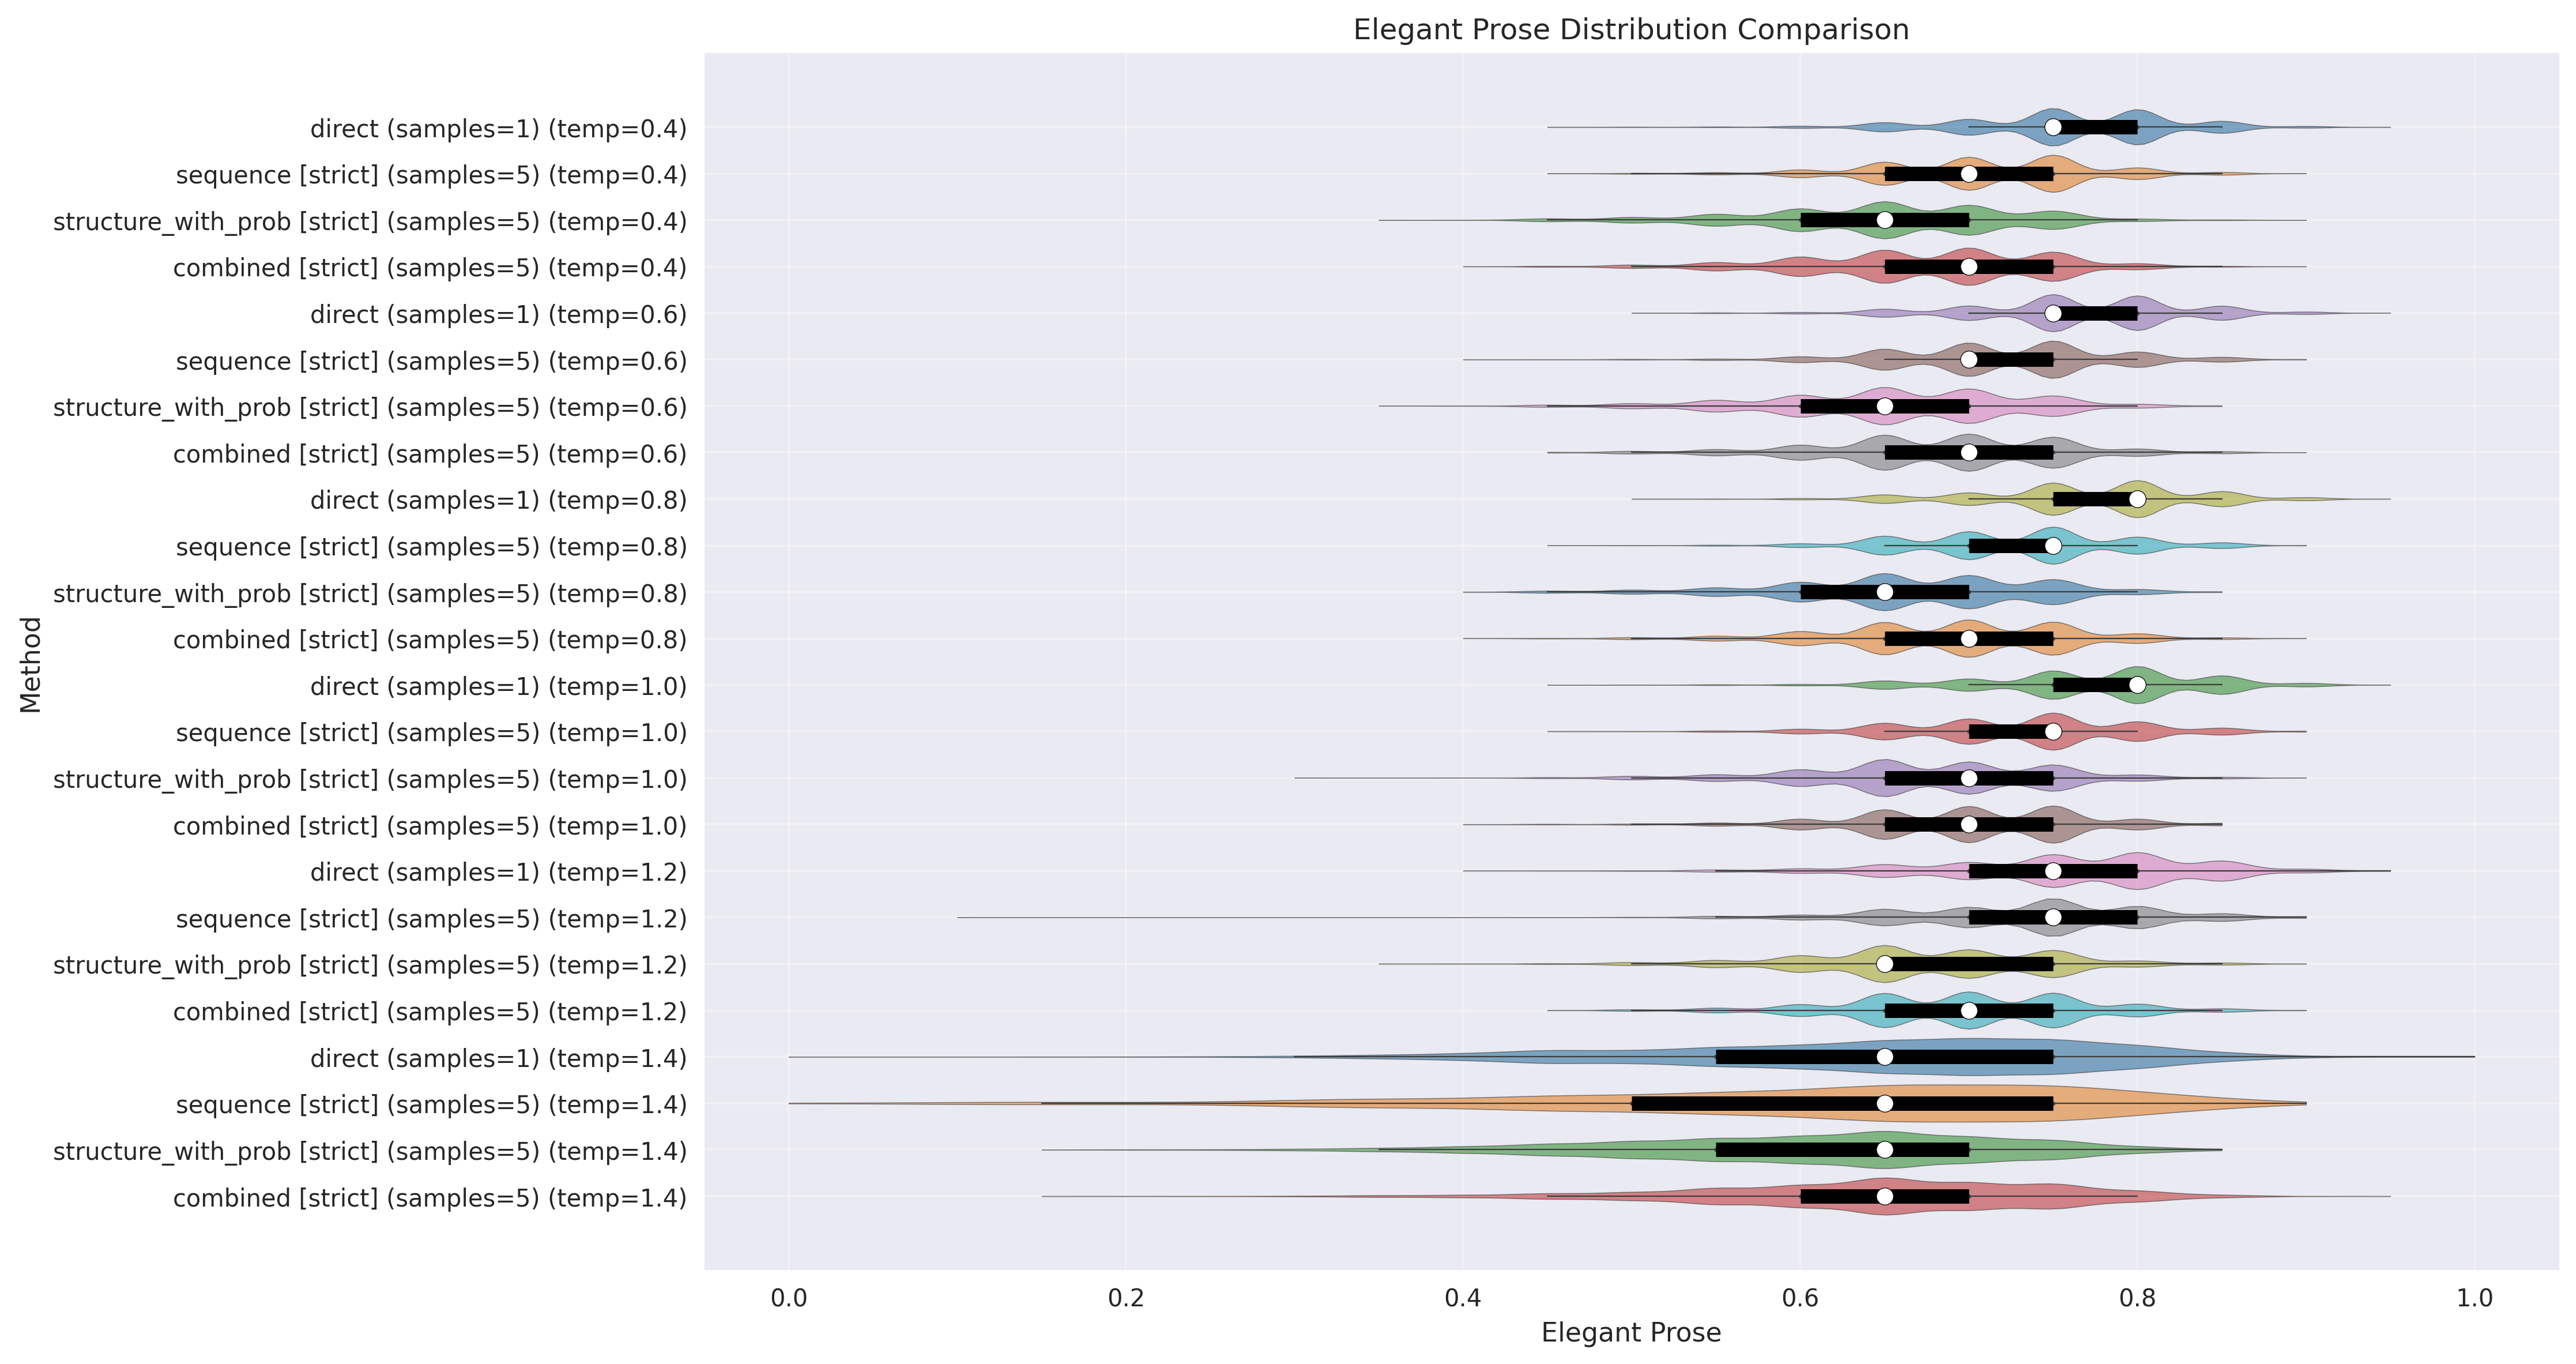 Elegant Prose Distribution Comparison
direct (samples=1) (temp=0.4)
sequence [strict] (samples=5) (temp=0.4)
structure_with_prob [strict] (samples=5) (temp=0.4)
combined [strict] (samples=5) (temp=0.4)
direct (samples=1) (temp=0.6)
sequence [strict] (samples=5) (temp=0.6)
structure_with_prob [strict] (samples=5) (temp=0.6)
combined [strict] (samples=5) (temp=0.6)
direct (samples=1) (temp=0.8)
sequence [strict] (samples=5) (temp=0.8)
structure_with_prob [strict] (samples=5) (temp=0.8)
combined [strict] (samples=5) (temp=0.8)
direct (samples=1) (temp=1.0)
sequence [strict] (samples=5) (temp=1.0)
structure_with_prob [strict] (samples=5) (temp=1.0)
combined [strict] (samples=5) (temp=1.0)
direct (samples=1) (temp=1.2)
sequence [strict] (samples=5) (temp=1.2)
structure_with_prob [strict] (samples=5) (temp=1.2)
combined [strict] (samples=5) (temp=1.2)
direct (samples=1) (temp=1.4)
sequence [strict] (samples=5) (temp=1.4)
structure_with_prob [strict] (samples=5) (temp=1.4)
combined [strict] (samples=5) (temp=1.4)
Method
0.0 0.2 0.4 0.6 0.8 1.0
Elegant Prose